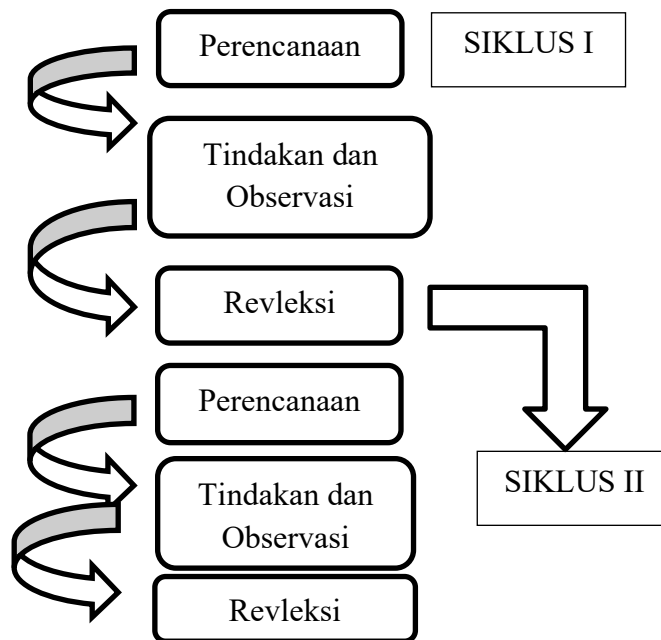 Perencanaan
SIKLUS I
Tindakan dan
Observasi
Revleksi
Perencanaan
SIKLUS II
Tindakan dan
Observasi
Revleksi